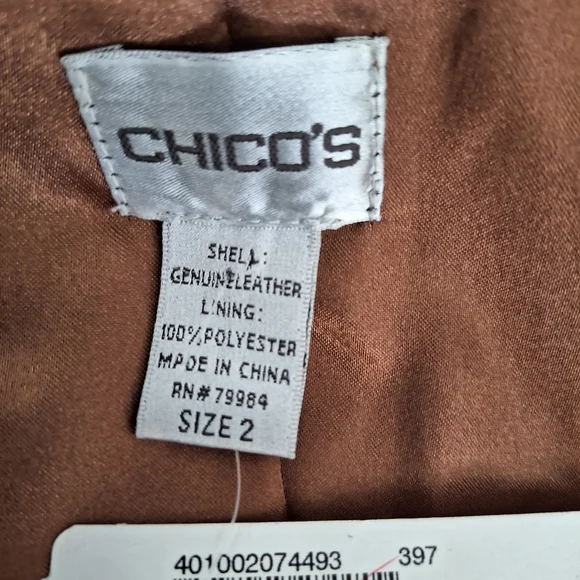 CHICO'S
SHELL:
GENUINE LEATHER
LINING:
100% POLYESTER
MADE IN CHINA
RN# 79984
SIZE 2
401002074493 397